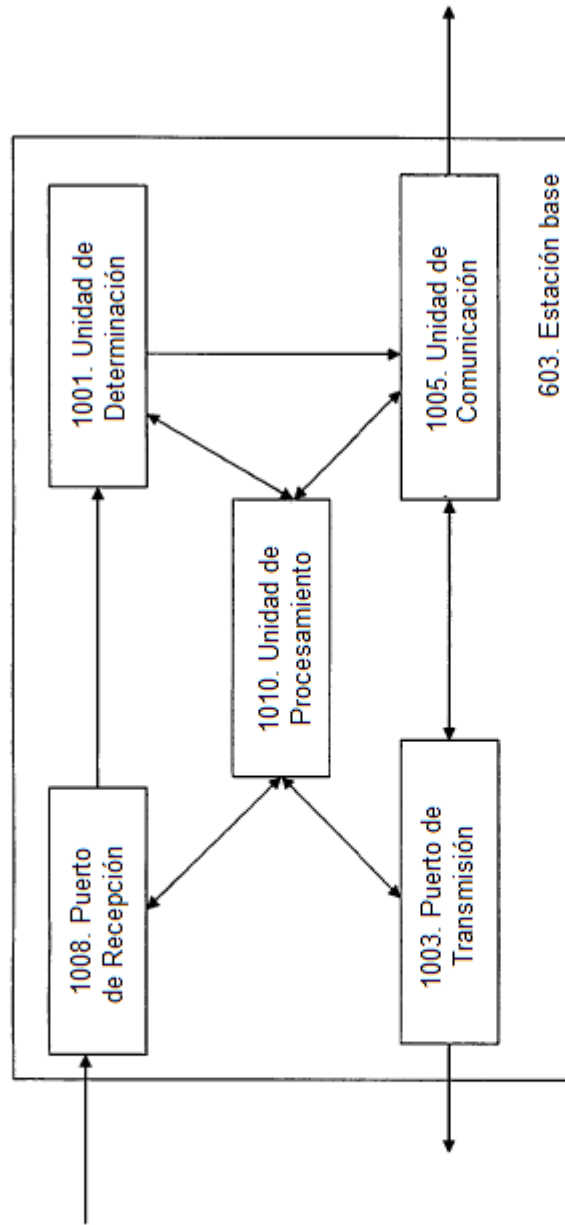 1008. Puerto
de Recepción
1001. Unidad de
Determinación
1010. Unidad de
Procesamiento
1003. Puerto de
Transmisión
1005. Unidad de
Comunicación
603. Estación base